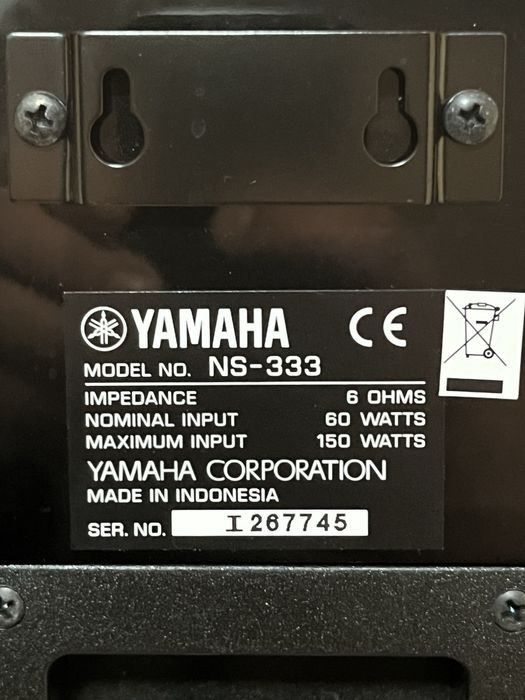 YAMAHA CE
MODEL NO. NS-333
IMPEDANCE 6 OHMS
NOMINAL INPUT 60 WATTS
MAXIMUM INPUT 150 WATTS
YAMAHA CORPORATION
MADE IN INDONESIA
SER. NO. I 267745